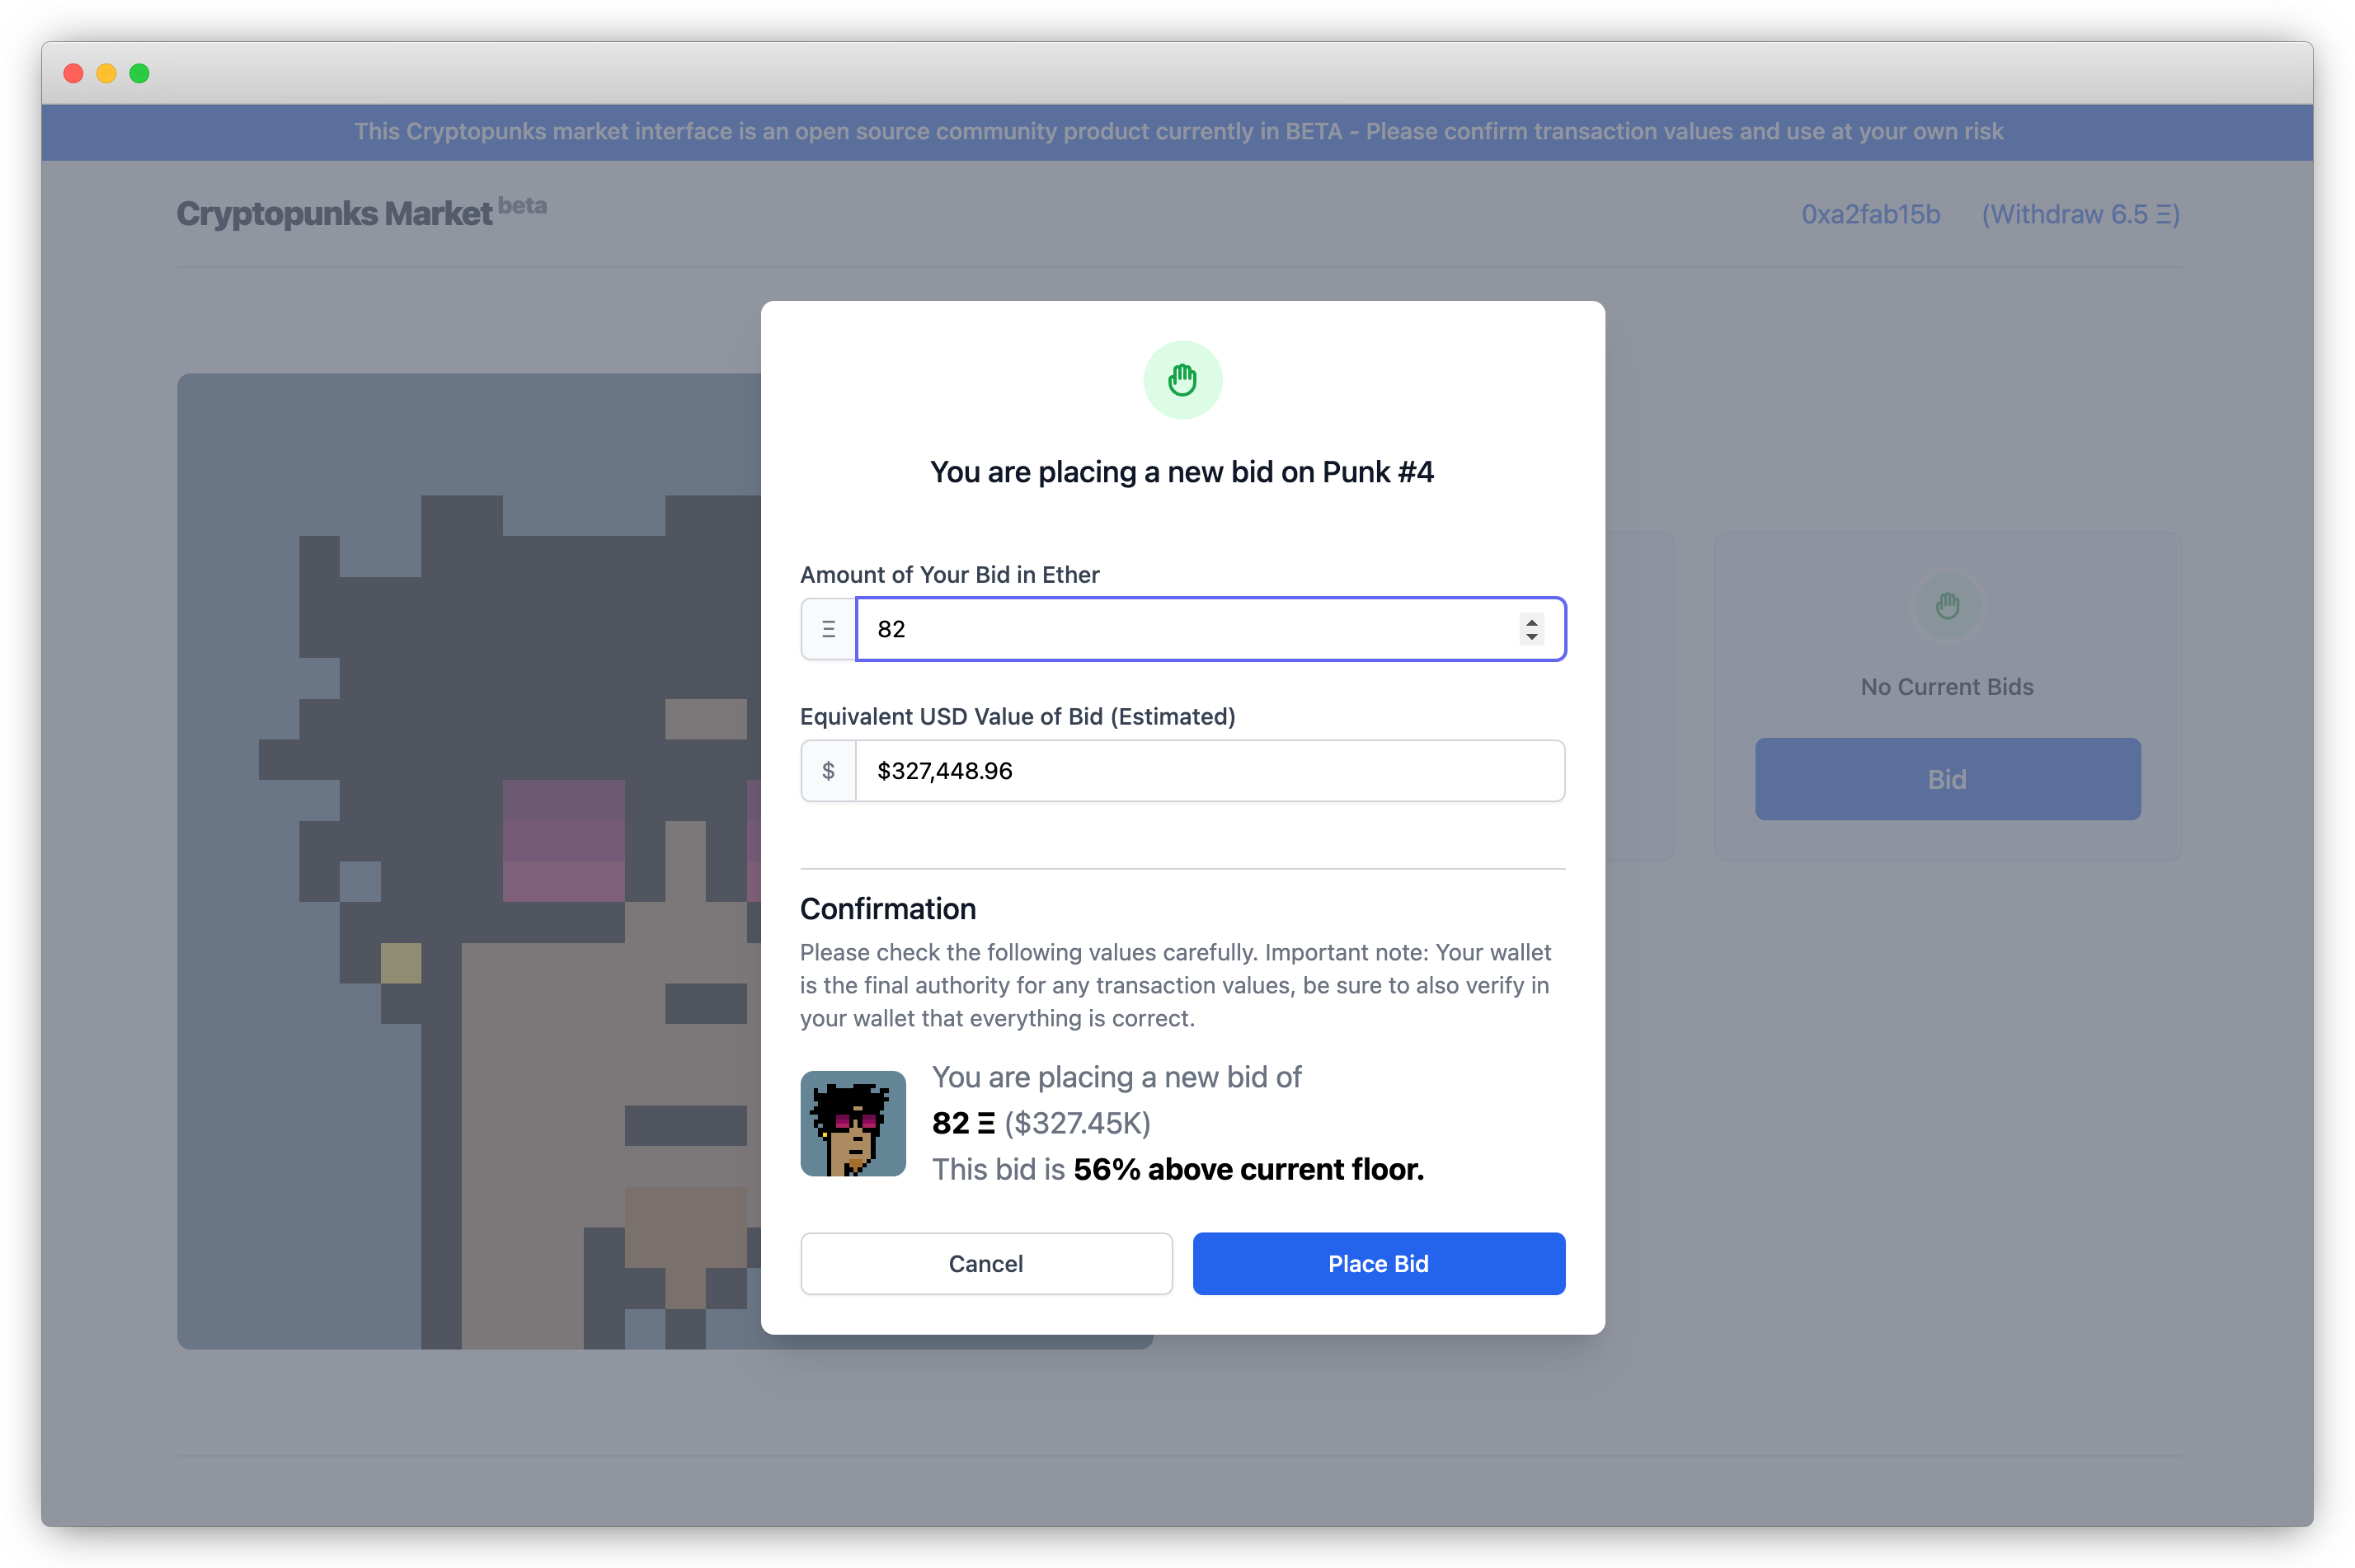 This Cryptopunks market interface is an open source community product currently in BETA - Please confirm transaction values and use at your own risk
Cryptopunks Market beta
0xa2fab15b (Withdraw 6.5 Ξ)
You are placing a new bid on Punk #4
Amount of Your Bid in Ether
Ξ 82
Equivalent USD Value of Bid (Estimated)
$ $327,448.96
Confirmation
Please check the following values carefully. Important note: Your wallet
is the final authority for any transaction values, be sure to also verify in
your wallet that everything is correct.
You are placing a new bid of
82 Ξ ($327.45K)
This bid is 56% above current floor.
Cancel
Place Bid
No Current Bids
Bid